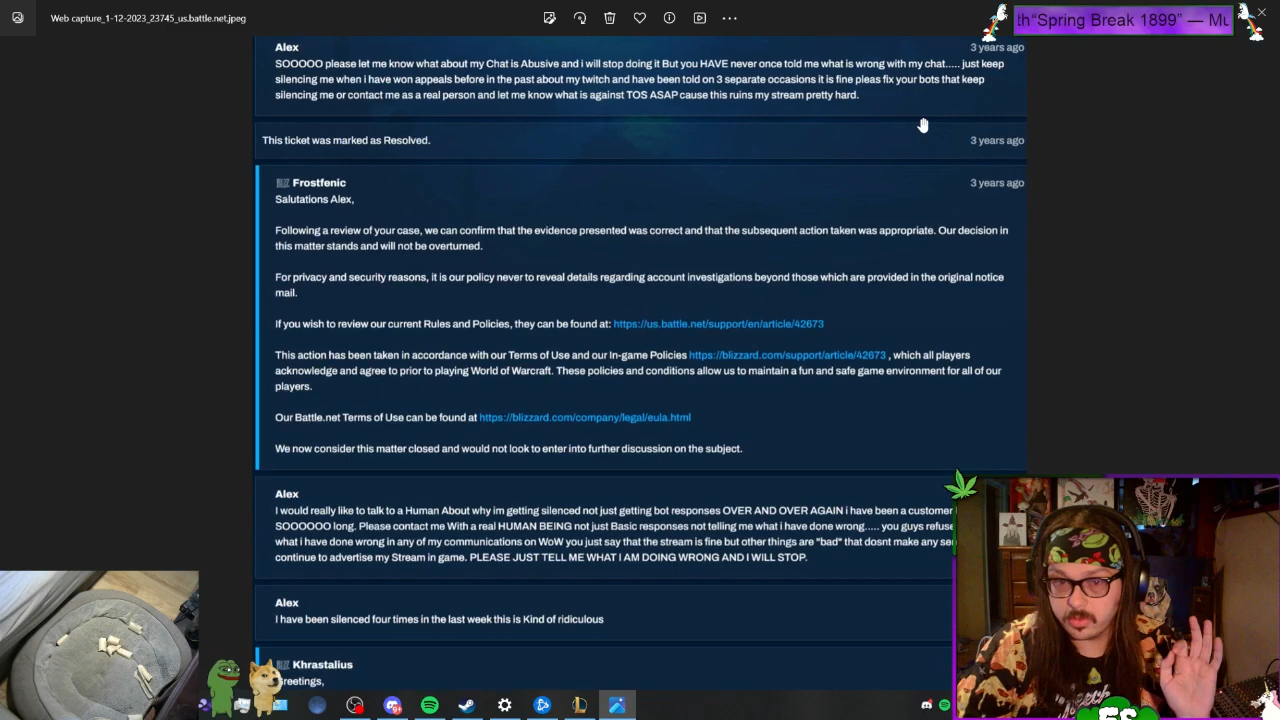 Web capture_1-12-2023_23745_us.battle.net.jpeg
th“Spring Break 1899” — Mu
Alex
3 years ago
SOOOOO please let me know what about my Chat is Abusive and i will stop doing it But you HAVE never once told me what is wrong with my chat..... just keep
silencing me when i have won appeals before in the past about my twitch and have been told on 3 separate occasions it is fine pleas fix your bots that keep
silencing me or contact me as a real person and let me know what is against TOS ASAP cause this ruins my stream pretty hard.
This ticket was marked as Resolved.
3 years ago
Frostfenic
3 years ago
Salutations Alex,
Following a review of your case, we can confirm that the evidence presented was correct and that the subsequent action taken was appropriate. Our decision in
this matter stands and will not be overturned.
For privacy and security reasons, it is our policy never to reveal details regarding account investigations beyond those which are provided in the original notice
mail.
If you wish to review our current Rules and Policies, they can be found at: https://us.battle.net/support/en/article/42673
This action has been taken in accordance with our Terms of Use and our In-game Policies https://blizzard.com/support/article/42673 , which all players
acknowledge and agree to prior to playing World of Warcraft. These policies and conditions allow us to maintain a fun and safe game environment for all of our
players.
Our Battle.net Terms of Use can be found at https://blizzard.com/company/legal/eula.html
We now consider this matter closed and would not look to enter into further discussion on the subject.
Alex
I would really like to talk to a Human About why im getting silenced not just getting bot responses OVER AND OVER AGAIN i have been a customer
SOOOOOO long. Please contact me With a real HUMAN BEING not just Basic responses not telling me what i have done wrong..... you guys refuse
what i have done wrong in any of my communications on WoW you just say that the stream is fine but other things are "bad" that dosnt make any
continue to advertise my Stream in game. PLEASE JUST TELL ME WHAT I AM DOING WRONG AND I WILL STOP.
Alex
I have been silenced four times in the last week this is Kind of ridiculous
Khrastalius
Greetings,